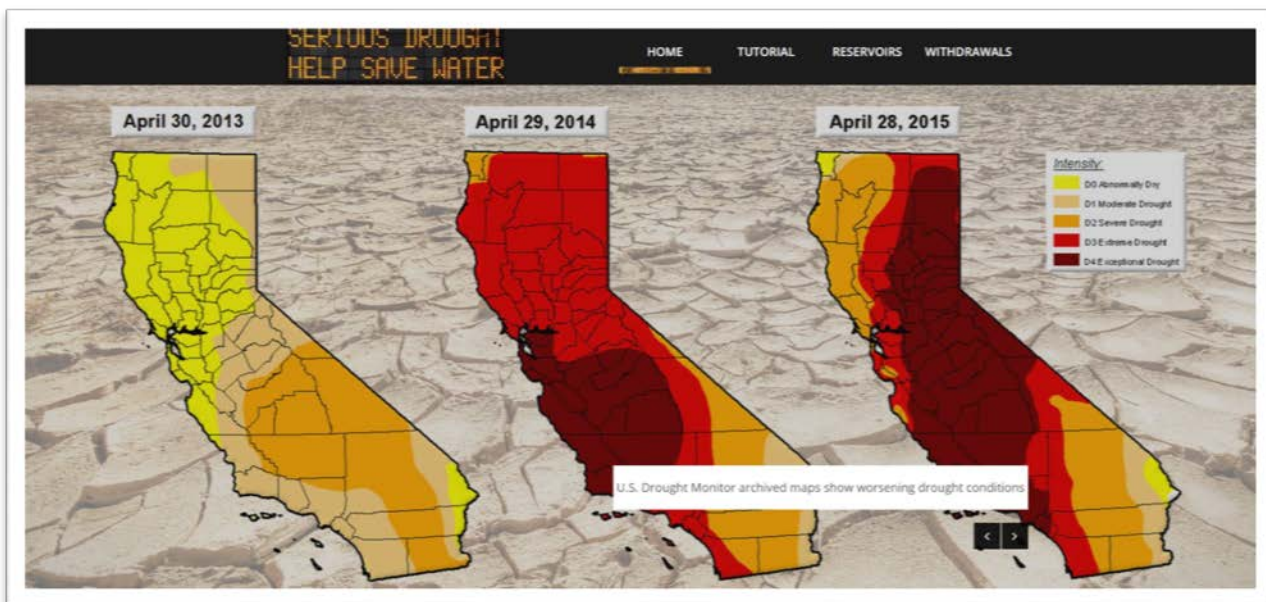 SERIOUS DROUGHT
HELP SAVE WATER
HOME
TUTORIAL
RESERVOIRS
WITHDRAWALS
April 30, 2013
April 29, 2014
April 28, 2015
Intensity:
D0 Abnormally Dry
D1 Moderate Drought
D2 Severe Drought
D3 Extreme Drought
D4 Exceptional Drought
U.S. Drought Monitor archived maps show worsening drought conditions